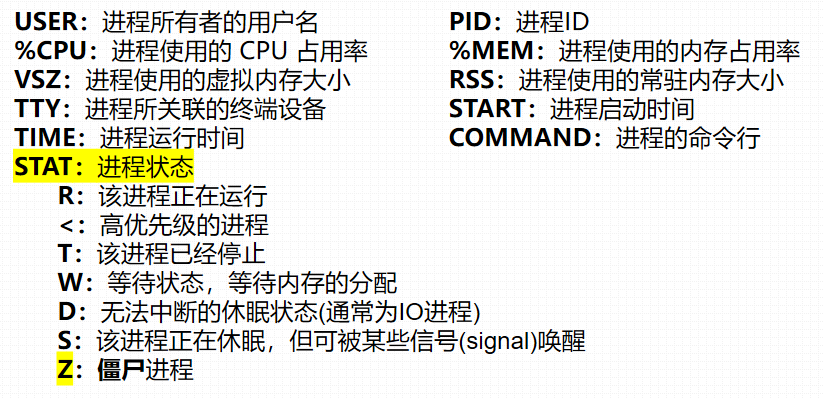 USER：进程所有者的用户名 PID：进程ID
%CPU：进程使用的 CPU 占用率 %MEM：进程使用的内存占用率
VSZ：进程使用的虚拟内存大小 RSS：进程使用的常驻内存大小
TTY：进程所关联的终端设备 START：进程启动时间
TIME：进程运行时间 COMMAND：进程的命令行
STAT：进程状态
R：该进程正在运行
<：高优先级的进程
T：该进程已经停止
W：等待状态，等待内存的分配
D：无法中断的休眠状态(通常为IO进程)
S：该进程正在休眠，但可被某些信号(signal)唤醒
Z：僵尸进程